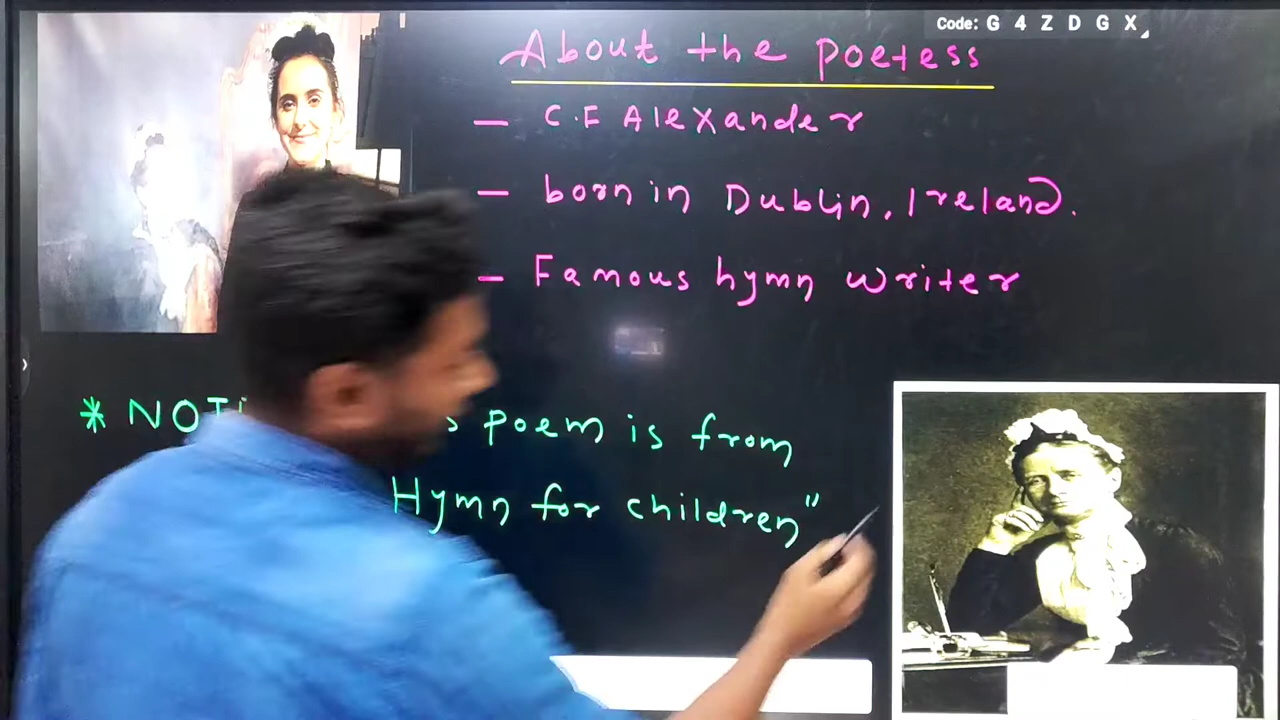 Code: G 4 Z D G X
About the poetess
— C.F Alexander
— born in Dublin, Ireland.
— Famous hymn writer
* poem is from
Hymn for children"